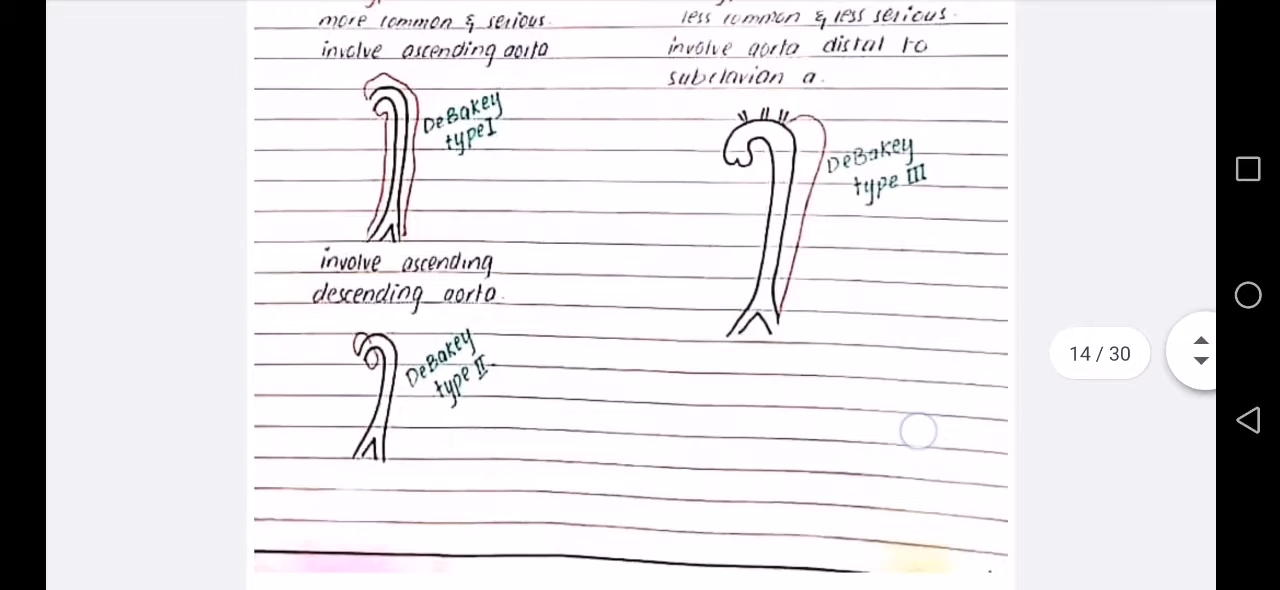 more common & serious.
involve ascending aorta
DeBakey
type I
involve ascending
descending aorta.
DeBakey
type II
less common & less serious.
involve aorta distal to
subclavian a.
DeBakey
type III
14 / 30